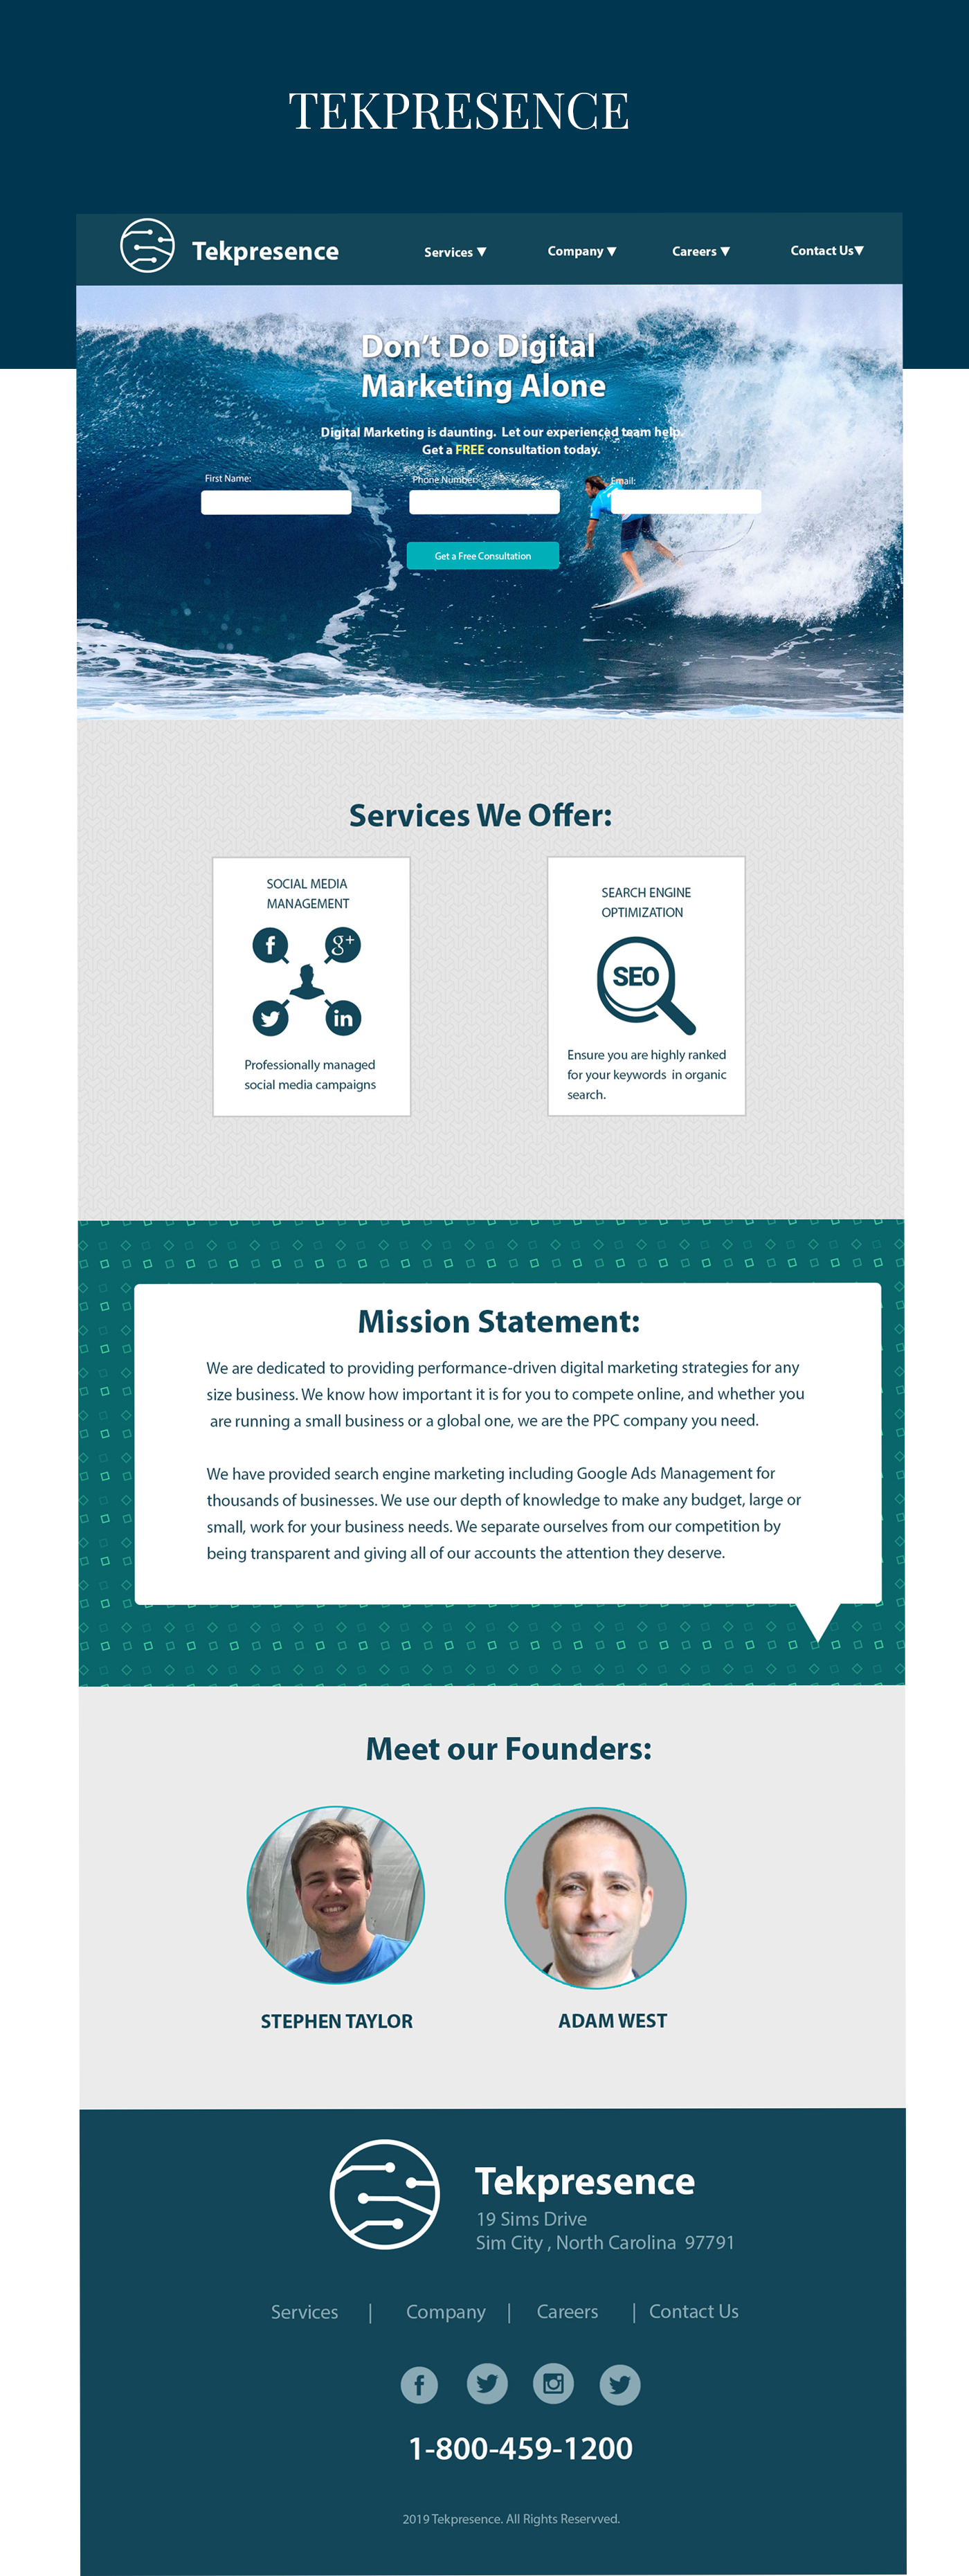 TEKPRESENCE
Tekpresence
Services ▼ Company ▼ Careers ▼ Contact Us▼
Don't Do Digital
Marketing Alone
Digital Marketing is daunting. Let our experienced team help.
Get a FREE consultation today.
First Name: Phone Number: Email:
Get a Free Consultation
Services We Offer:
SOCIAL MEDIA
MANAGEMENT
f g+
in
Professionally managed
social media campaigns
SEARCH ENGINE
OPTIMIZATION
SEO
Ensure you are highly ranked
for your keywords in organic
search.
Mission Statement:
We are dedicated to providing performance-driven digital marketing strategies for any
size business. We know how important it is for you to compete online, and whether you
are running a small business or a global one, we are the PPC company you need.
We have provided search engine marketing including Google Ads Management for
thousands of businesses. We use our depth of knowledge to make any budget, large or
small, work for your business needs. We separate ourselves from our competition by
being transparent and giving all of our accounts the attention they deserve.
Meet our Founders:
STEPHEN TAYLOR ADAM WEST
Tekpresence
19 Sims Drive
Sim City , North Carolina 97791
Services | Company | Careers | Contact Us
f
1-800-459-1200
2019 Tekpresence. All Rights Reservved.